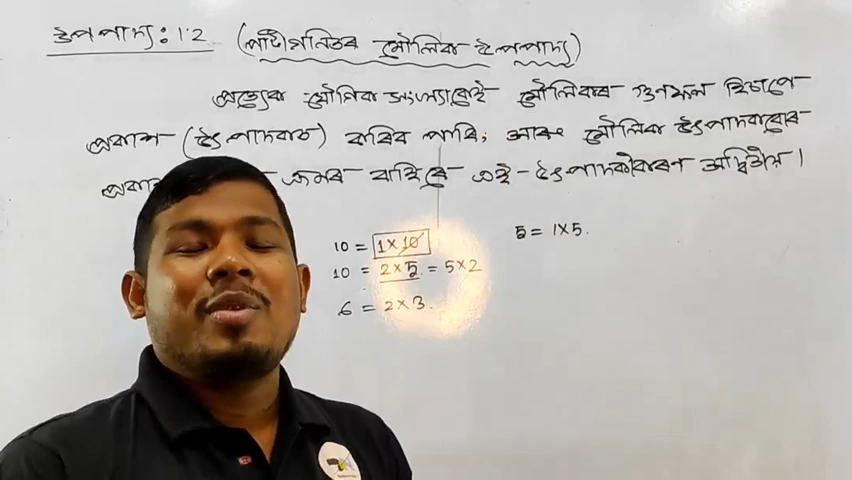 উপপাদ্য : 1.2 (পাটীগণিতৰ মৌলিক উপপাদ্য)
প্ৰত্যেক যৌগিক সংখ্যাকেই মৌলিকৰ গুণফল হিচাপে
প্ৰকাশ (উৎপাদকত) কৰিব পাৰি; আৰু মৌলিক উৎপাদকবোৰ
প্ৰকাশ ক্ৰমৰ বাহিৰে এই উৎপাদকীকৰণ অদ্বিতীয়।
10 = 1×10
5 = 1×5.
10 = 2×5 = 5×2
6 = 2×3.